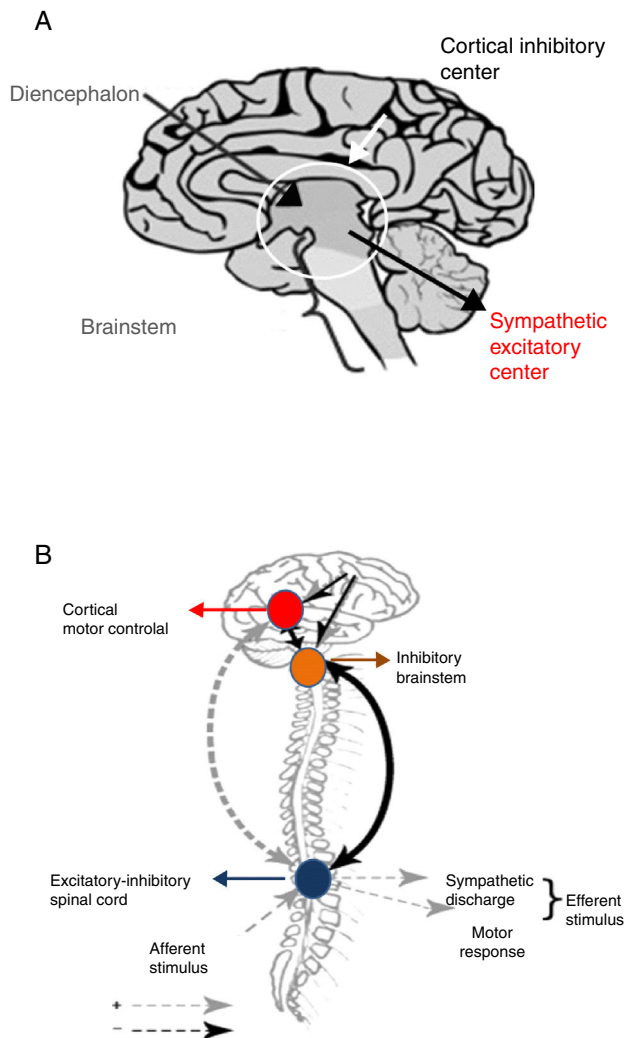 A
Cortical inhibitory
center
Diencephalon
Brainstem
Sympathetic
excitatory
center
B
Cortical
motor controlal
Inhibitory
brainstem
Excitatory-inhibitory
spinal cord
Sympathetic
discharge
Efferent
stimulus
Motor
response
Afferent
stimulus
+
−